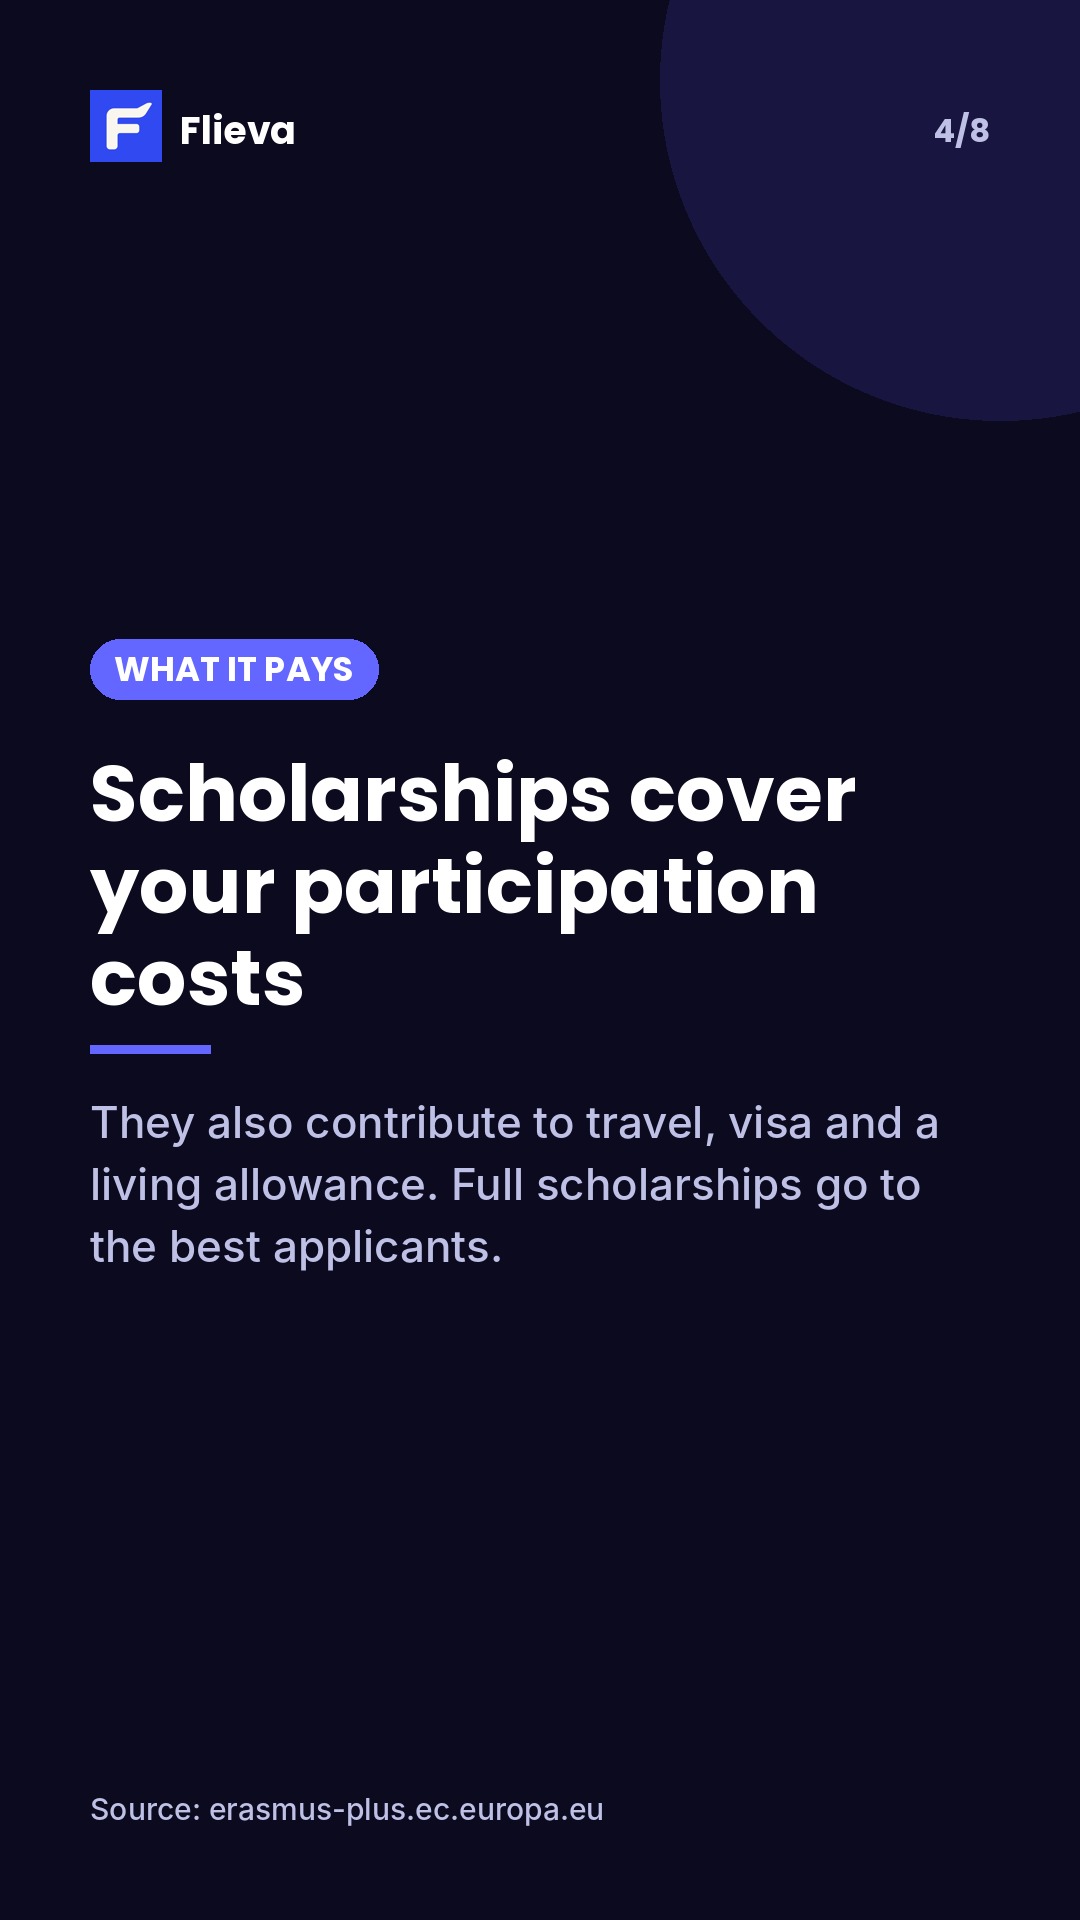 Flieva
4/8
WHAT IT PAYS
Scholarships cover
your participation
costs
They also contribute to travel, visa and a
living allowance. Full scholarships go to
the best applicants.
Source: erasmus-plus.ec.europa.eu